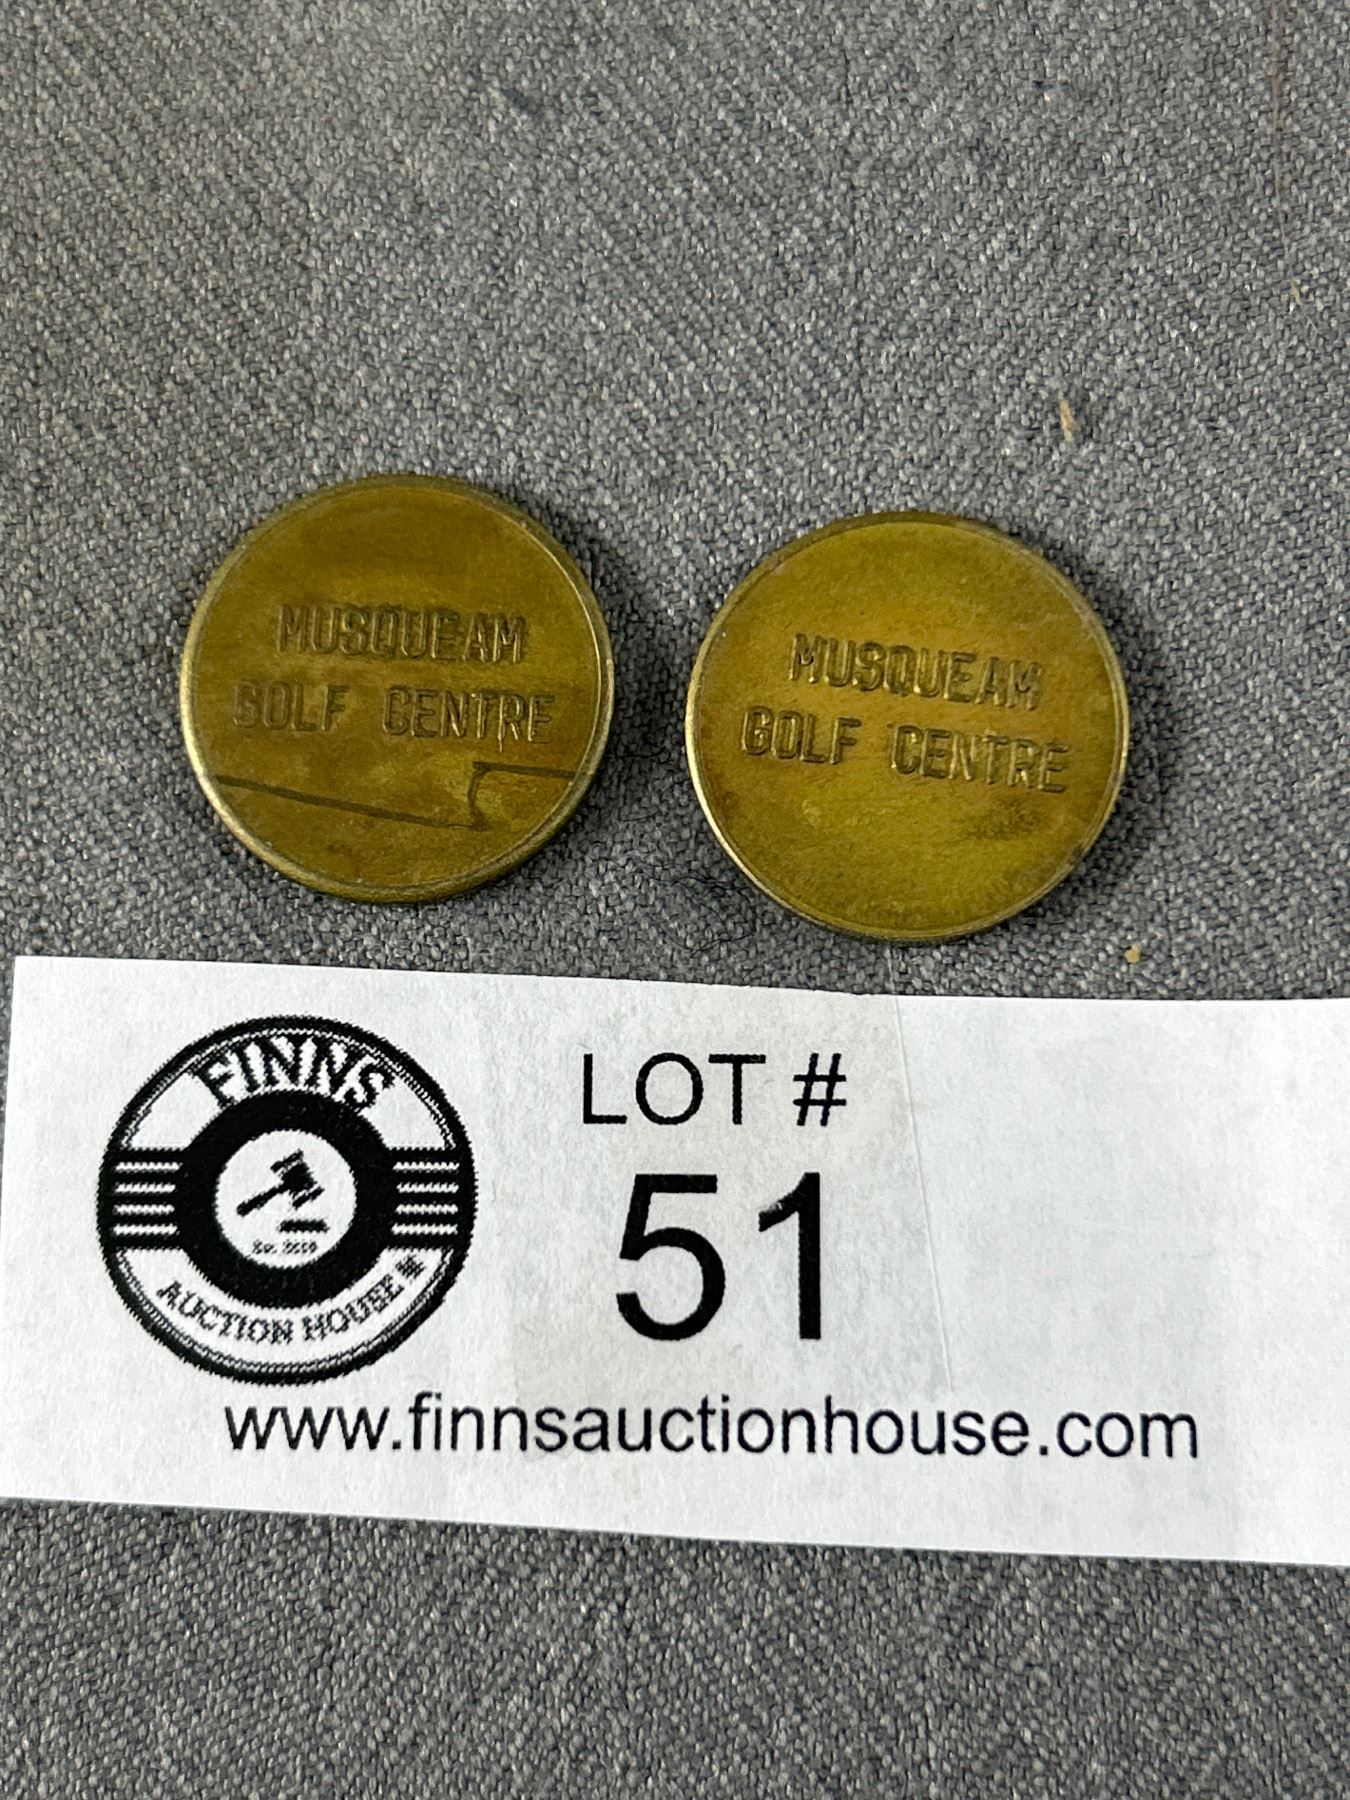 MUSQUEAM
GOLF CENTRE
MUSQUEAM
GOLF CENTRE
FINNS
AUCTION HOUSE
LOT #
51
www.finnsauctionhouse.com